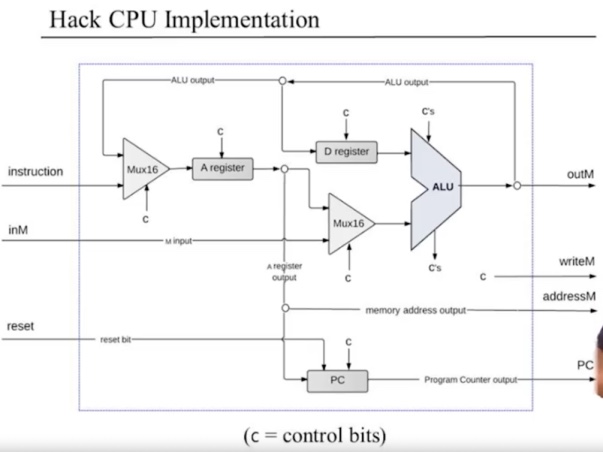 Hack CPU Implementation
ALU output
ALU output
C
C's
C
D register
instruction
Mux16
A register
ALU
outM
C
inM
Mux16
M input
A register
output
C's
C
C
writeM
addressM
memory address output
reset
reset bit
C
PC
PC
Program Counter output
(c = control bits)